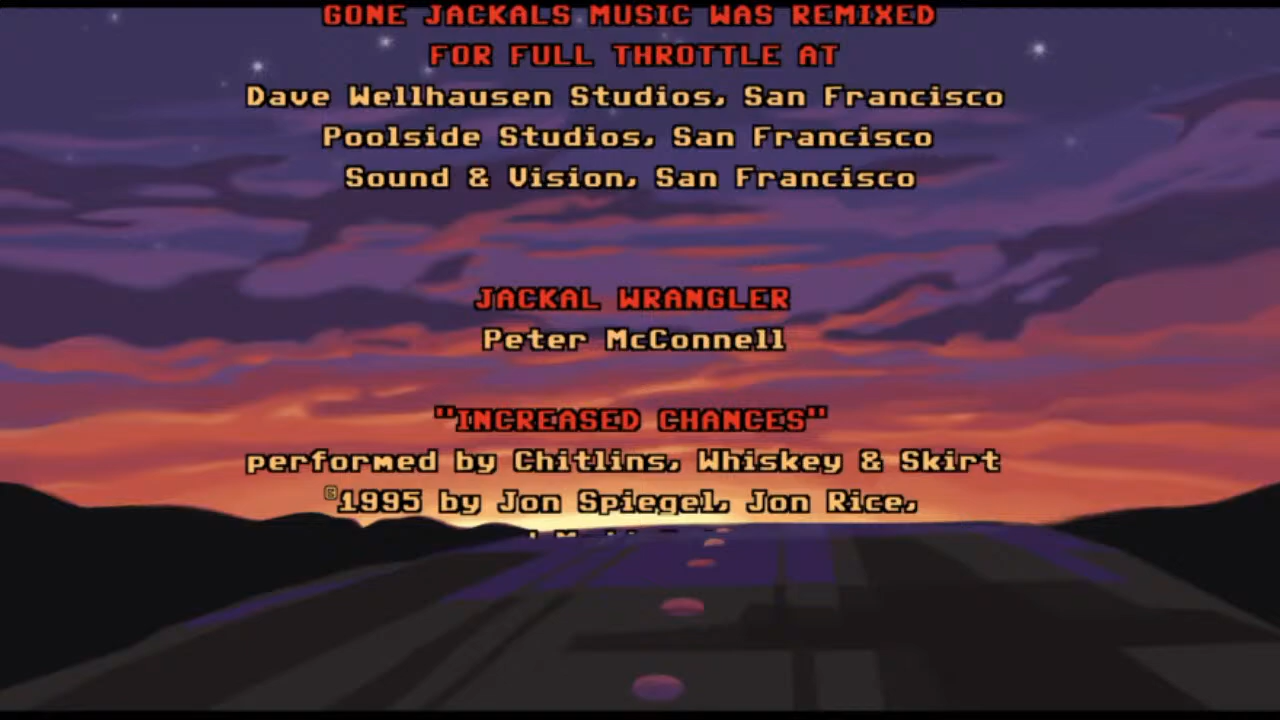 GONE JACKALS MUSIC WAS REMIXED
FOR FULL THROTTLE AT
Dave Wellhausen Studios, San Francisco
Poolside Studios, San Francisco
Sound & Vision, San Francisco
JACKAL WRANGLER
Peter McConnell
"INCREASED CHANCES"
performed by Chitlins, Whiskey & Skirt
©1995 by Jon Spiegel, Jon Rice,